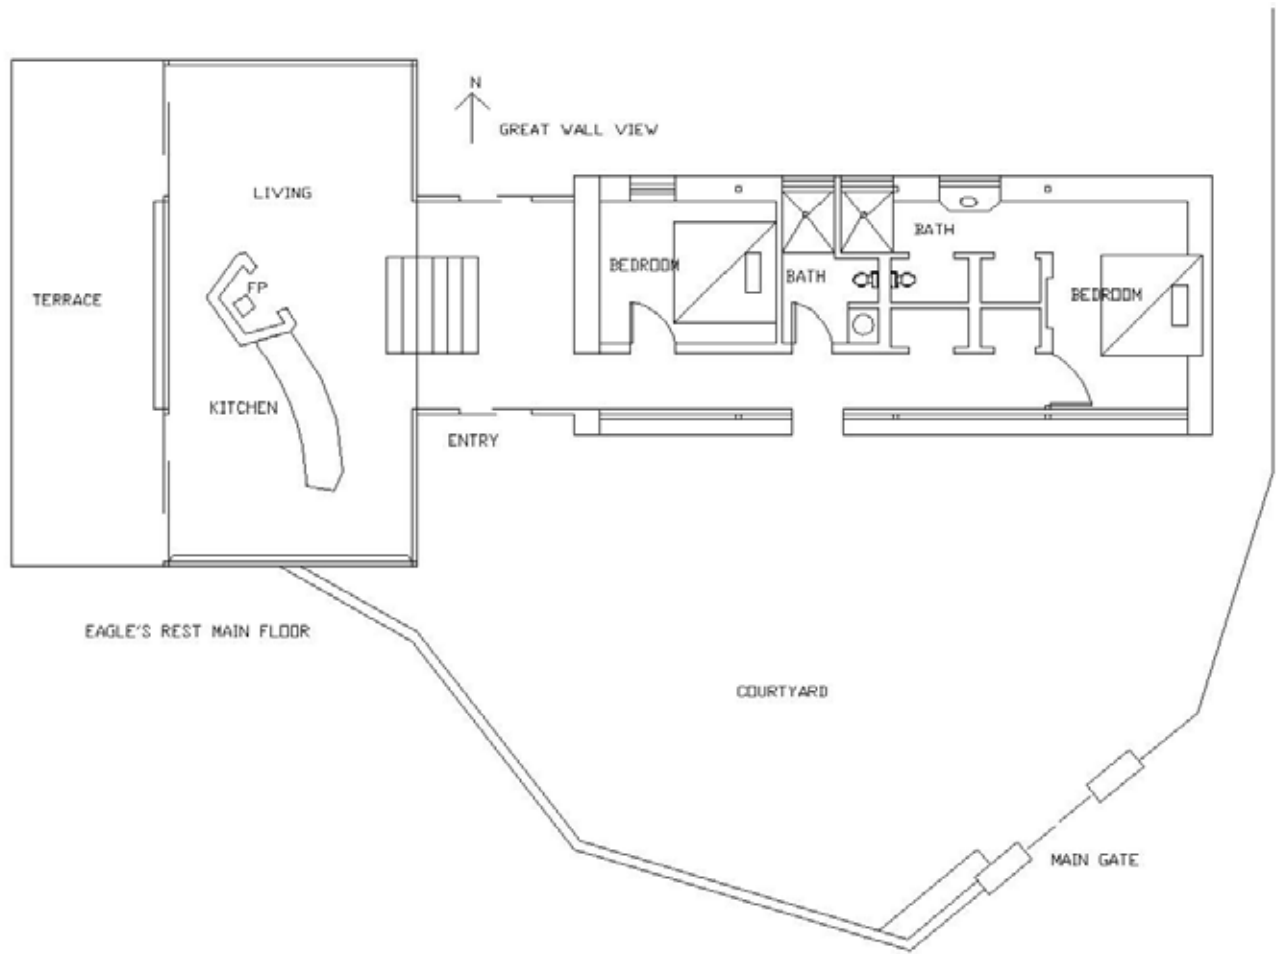 N
GREAT WALL VIEW
LIVING
BATH
BEDROOM
BATH
FP
BEDROOM
TERRACE
KITCHEN
ENTRY
EAGLE'S REST MAIN FLOOR
COURTYARD
MAIN GATE